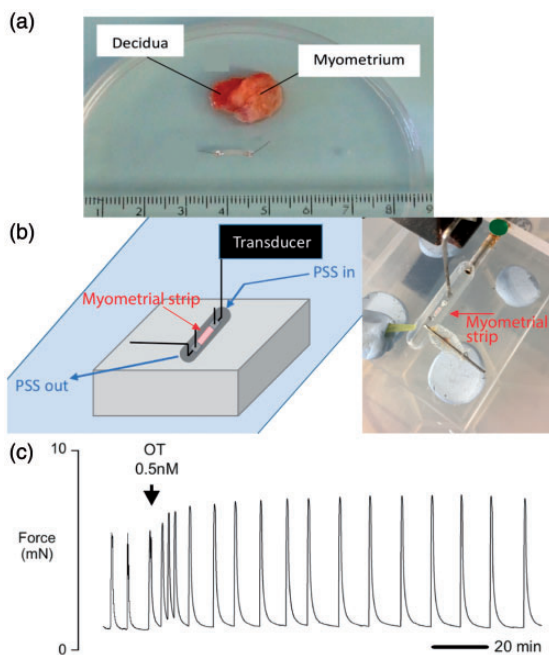 (a)
Decidua
Myometrium
1 2 3 4 5 6 7 8 9
(b)
Transducer
PSS in
Myometrial strip
PSS out
Myometrial
strip
(c)
10
OT
0.5nM
Force
(mN)
0
20 min